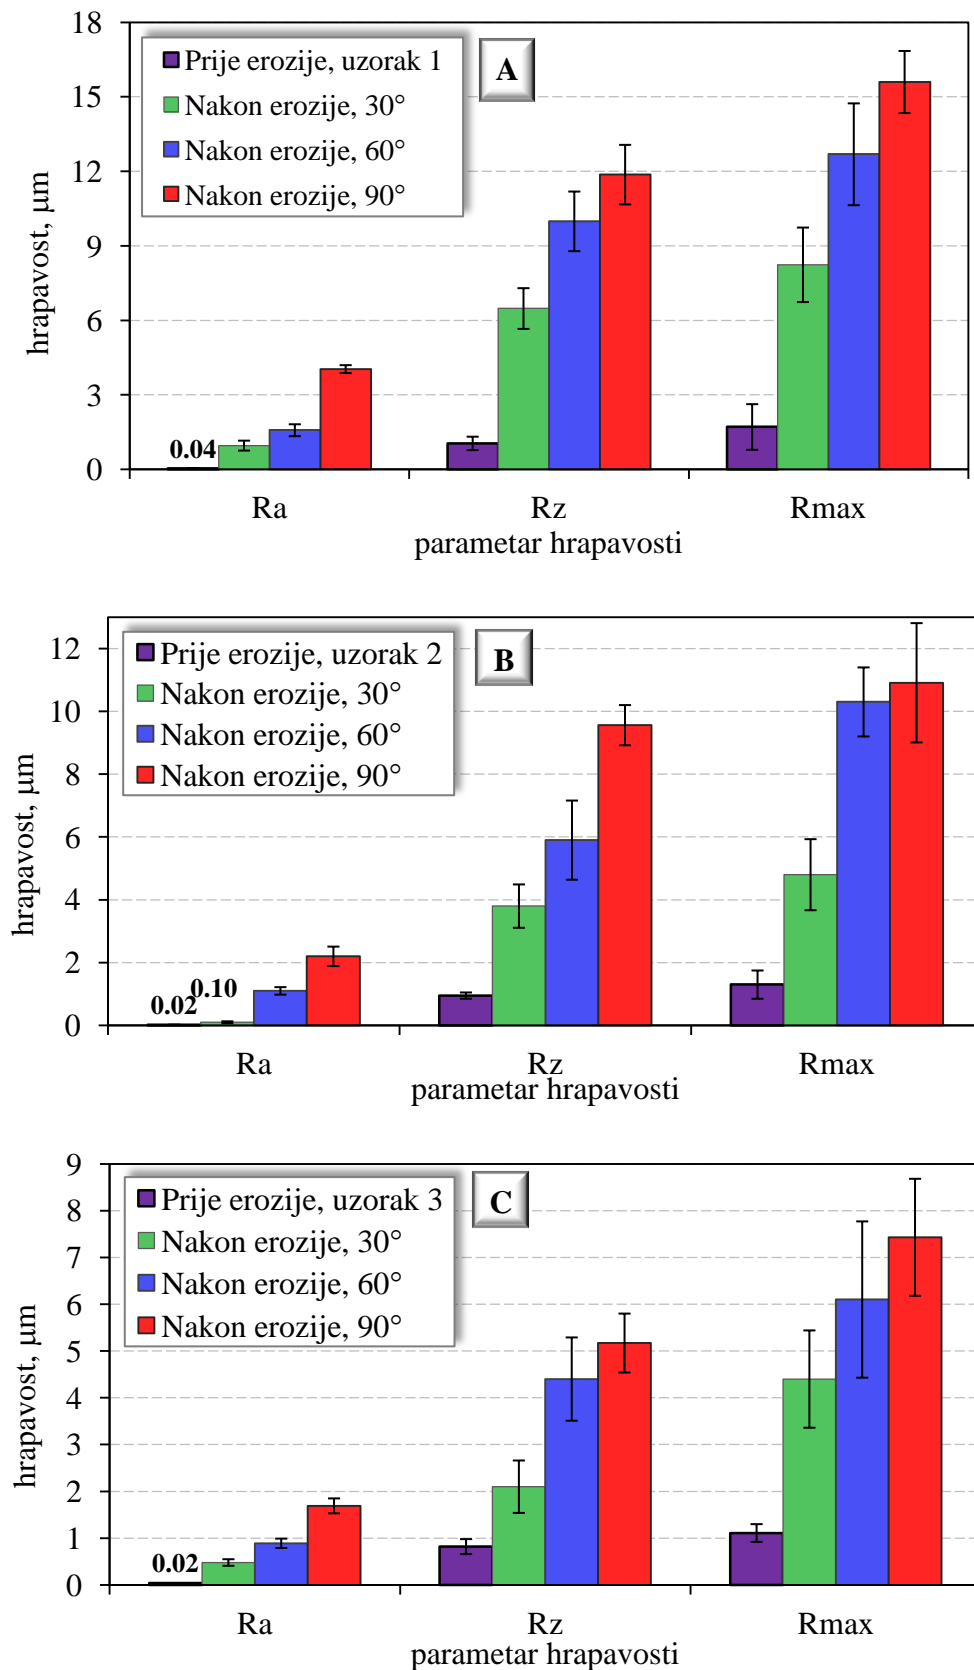 18
15
12
9
6
3
0
hrapavost, μm
Prije erozije, uzorak 1
Nakon erozije, 30°
Nakon erozije, 60°
Nakon erozije, 90°
A
0.04
Ra Rz Rmax
parametar hrapavosti
12
10
8
6
4
2
0
hrapavost, μm
Prije erozije, uzorak 2
Nakon erozije, 30°
Nakon erozije, 60°
Nakon erozije, 90°
B
0.02 0.10
Ra Rz Rmax
parametar hrapavosti
9
8
7
6
5
4
3
2
1
0
hrapavost, μm
Prije erozije, uzorak 3
Nakon erozije, 30°
Nakon erozije, 60°
Nakon erozije, 90°
C
0.02
Ra Rz Rmax
parametar hrapavosti